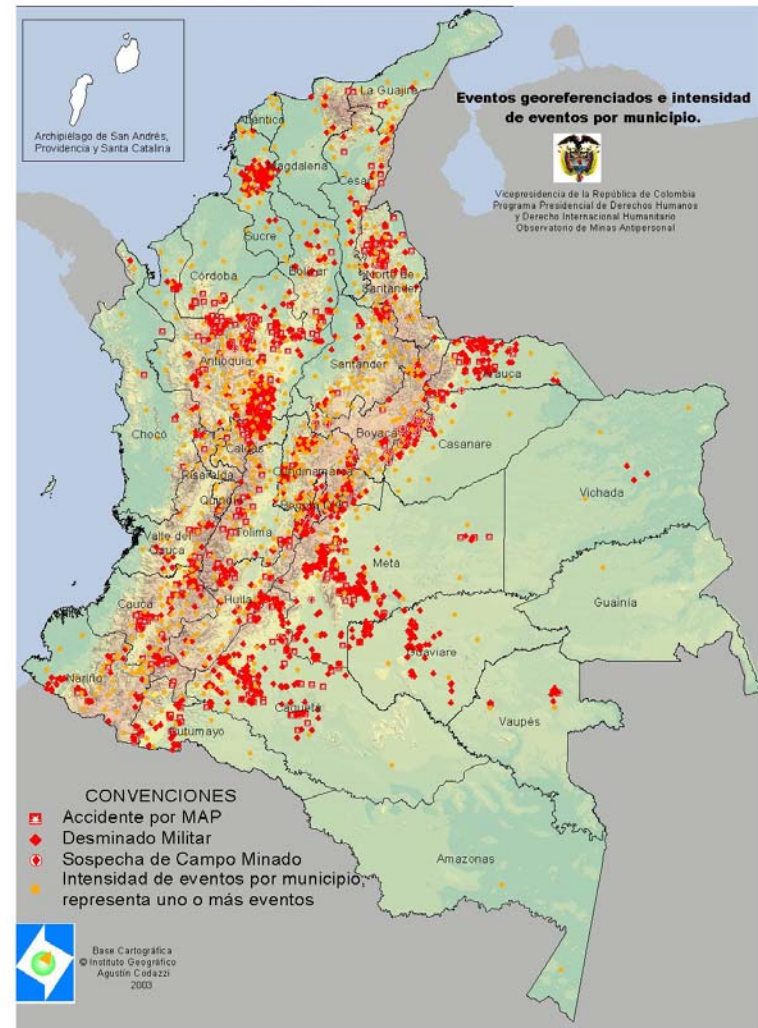 Archipiélago de San Andrés,
Providencia y Santa Catalina
Eventos georeferenciados e intensidad
de eventos por municipio.
Vicepresidencia de la República de Colombia
Programa Presidencial de Derechos Humanos
y Derecho Internacional Humanitario
Observatorio de Minas Antipersonal
La Guajira
Atlántico
Magdalena
Cesar
Sucre
Córdoba
Bolívar
Norte de
Santander
Antioquia
Santander
Arauca
Chocó
Boyacá
Casanare
Caldas
Cundinamarca
Risaralda
Vichada
Quindío
Tolima
Valle del
Cauca
Meta
Guainía
Cauca
Huila
Guaviare
Nariño
Caquetá
Vaupés
Putumayo
Amazonas
CONVENCIONES
Accidente por MAP
Desminado Militar
Sospecha de Campo Minado
Intensidad de eventos por municipio,
representa uno o más eventos
Base Cartográfica
© Instituto Geográfico
Agustín Codazzi
2003